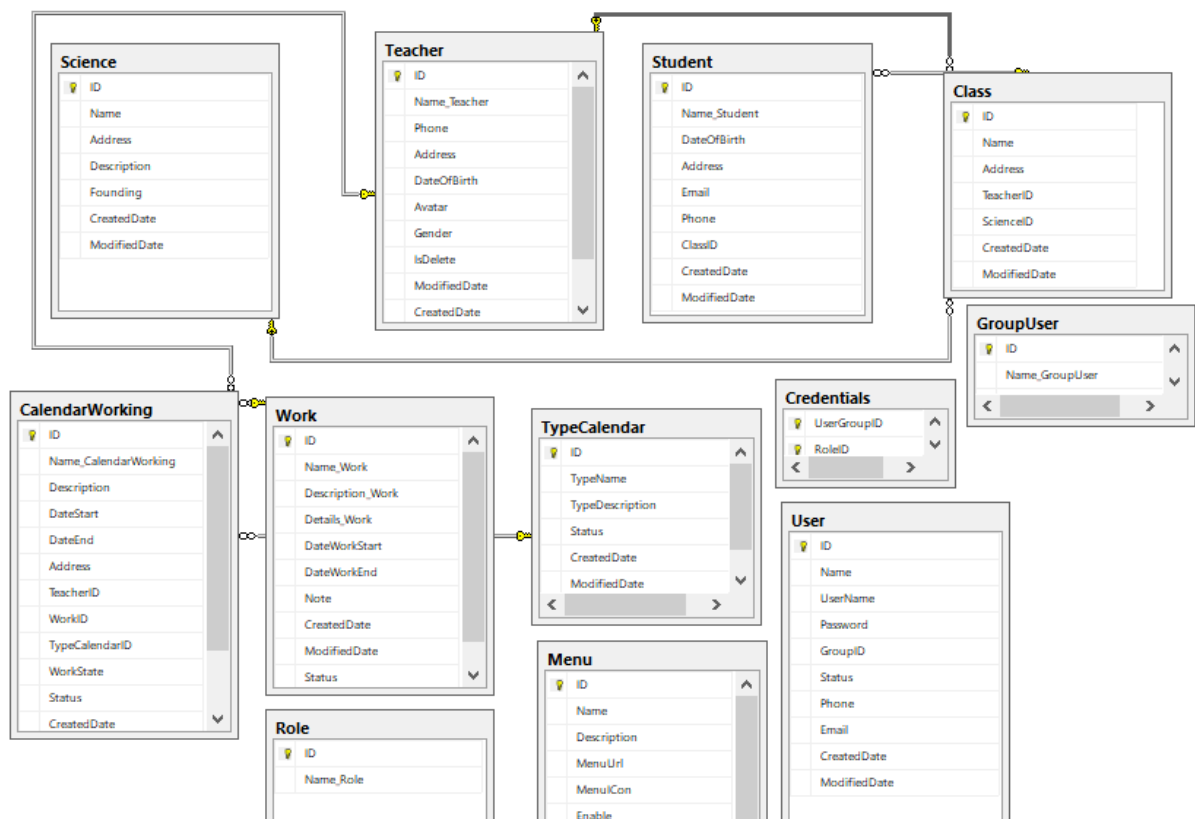 Science
ID
Name
Address
Description
Founding
CreatedDate
ModifiedDate
Teacher
ID
Name_Teacher
Phone
Address
DateOfBirth
Avatar
Gender
IsDelete
ModifiedDate
CreatedDate
Student
ID
Name_Student
DateOfBirth
Address
Email
Phone
ClassID
CreatedDate
ModifiedDate
Class
ID
Name
Address
TeacherID
ScienceID
CreatedDate
ModifiedDate
GroupUser
ID
Name_GroupUser
CalendarWorking
ID
Name_CalendarWorking
Description
DateStart
DateEnd
Address
TeacherID
WorkID
TypeCalendarID
WorkState
Status
CreatedDate
Work
ID
Name_Work
Description_Work
Details_Work
DateWorkStart
DateWorkEnd
Note
CreatedDate
ModifiedDate
Status
TypeCalendar
ID
TypeName
TypeDescription
Status
CreatedDate
ModifiedDate
Credentials
UserGroupID
RoleID
User
ID
Name
UserName
Password
GroupID
Status
Phone
Email
CreatedDate
ModifiedDate
Role
ID
Name_Role
Menu
ID
Name
Description
MenuUrl
MenuICon
Enable